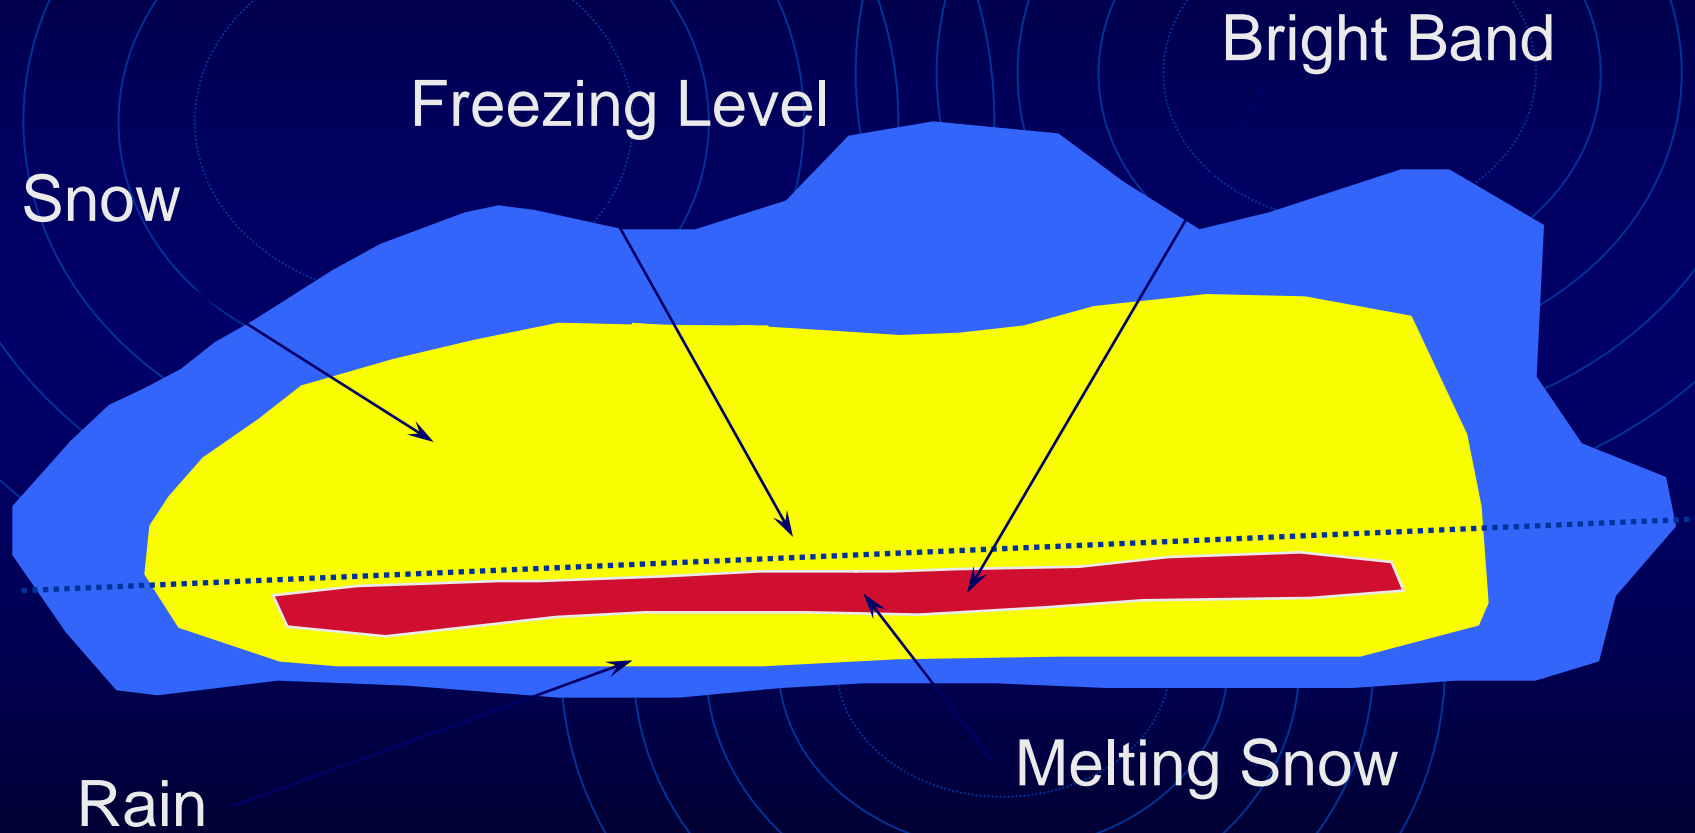 Bright Band
Freezing Level
Snow
Melting Snow
Rain